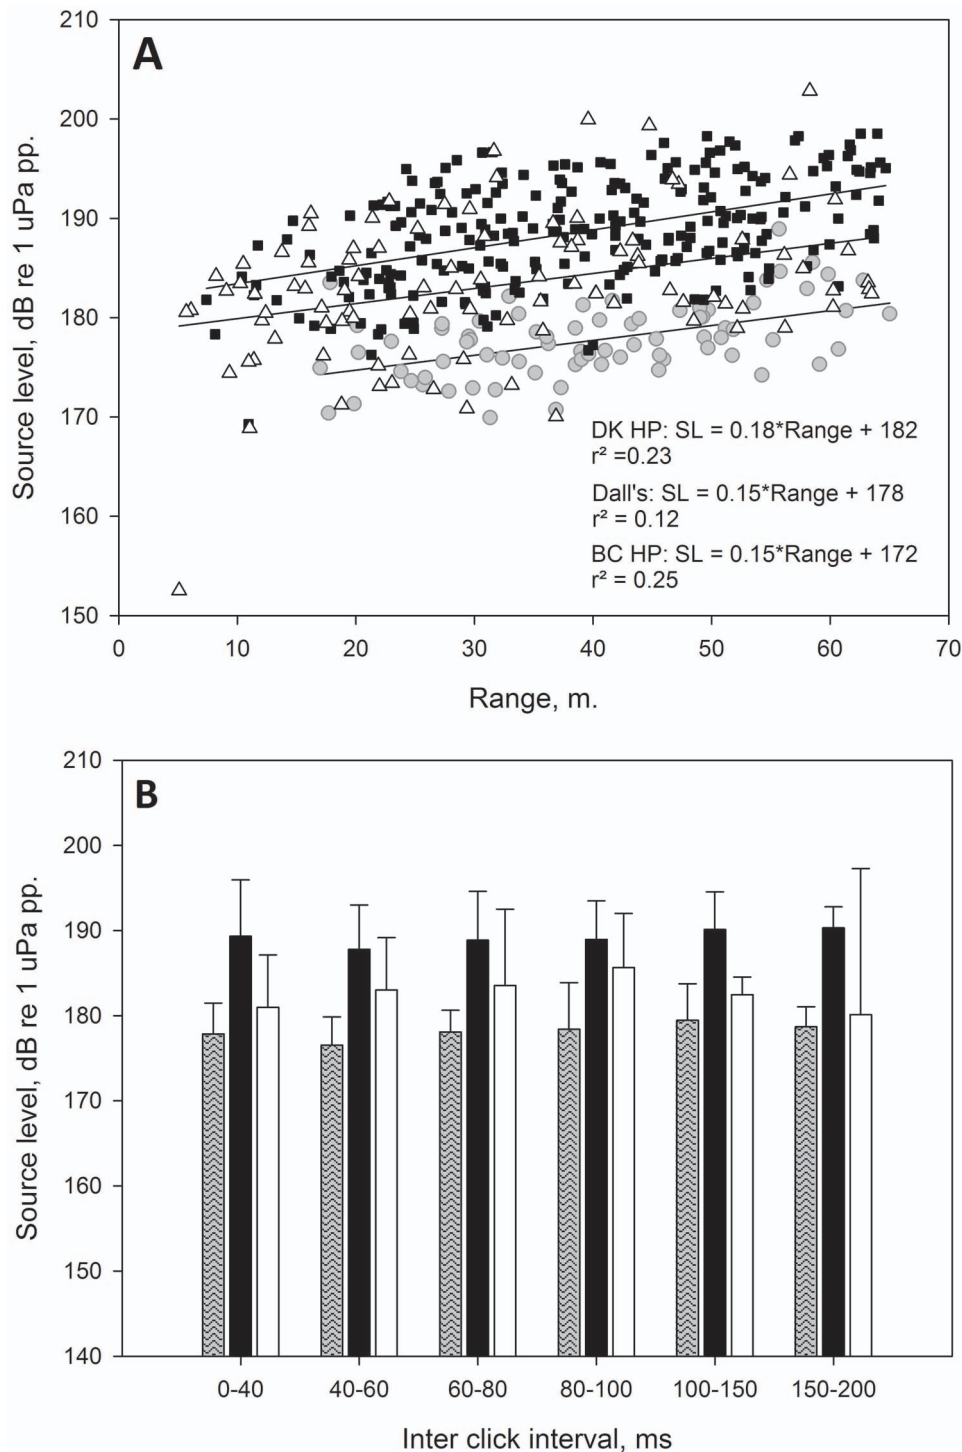 A
210
200
190
180
170
160
150
Source level, dB re 1 uPa pp.
DK HP: SL = 0.18*Range + 182
r² =0.23
Dall's: SL = 0.15*Range + 178
r² = 0.12
BC HP: SL = 0.15*Range + 172
r² = 0.25
0 10 20 30 40 50 60 70
Range, m.
B
210
200
190
180
170
160
150
140
Source level, dB re 1 uPa pp.
0-40 40-60 60-80 80-100 100-150 150-200
Inter click interval, ms